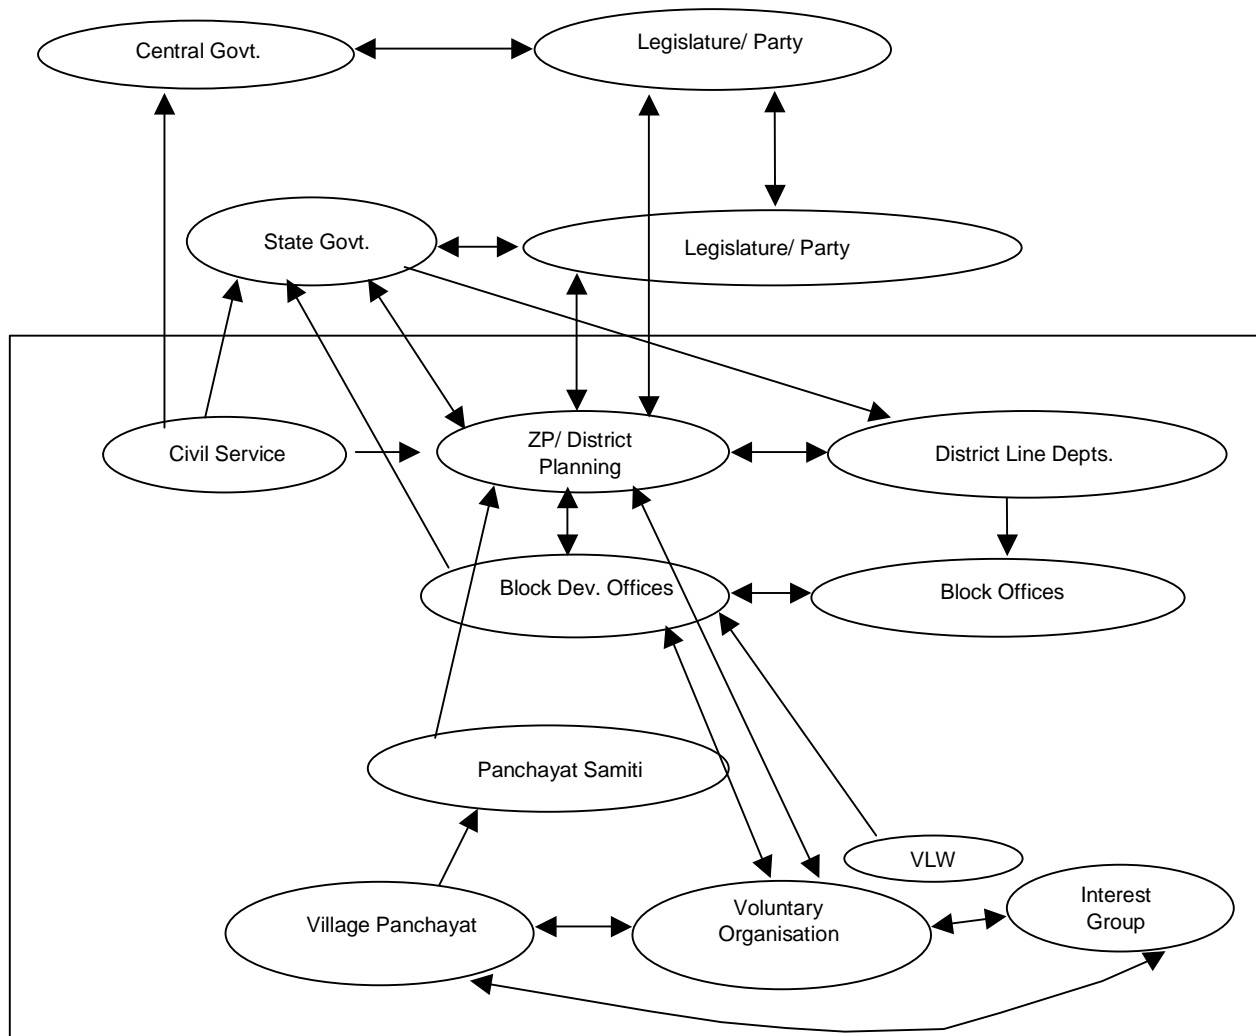 Central Govt.
Legislature/ Party
State Govt.
Legislature/ Party
Civil Service
ZP/ District
Planning
District Line Depts.
Block Dev. Offices
Block Offices
Panchayat Samiti
VLW
Village Panchayat
Voluntary
Organisation
Interest
Group